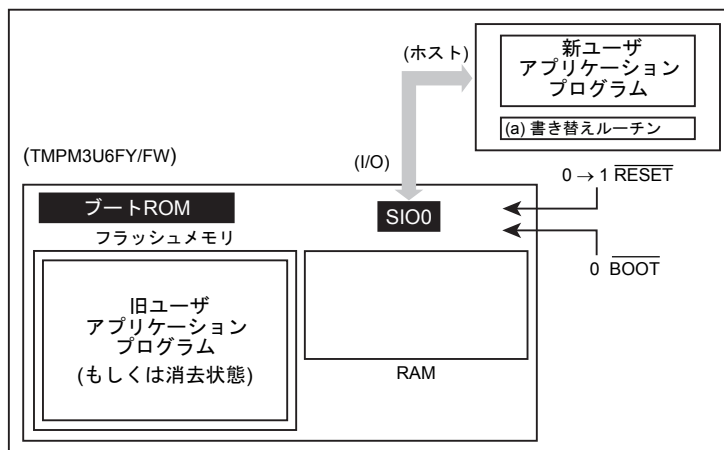 (ホスト)
新ユーザ
アプリケーション
プログラム
(a) 書き替えルーチン
(TMPM3U6FY/FW)
(I/O)
0 → 1 RESET
ブートROM
SIO0
フラッシュメモリ
0 BOOT
旧ユーザ
アプリケーション
プログラム
(もしくは消去状態)
RAM